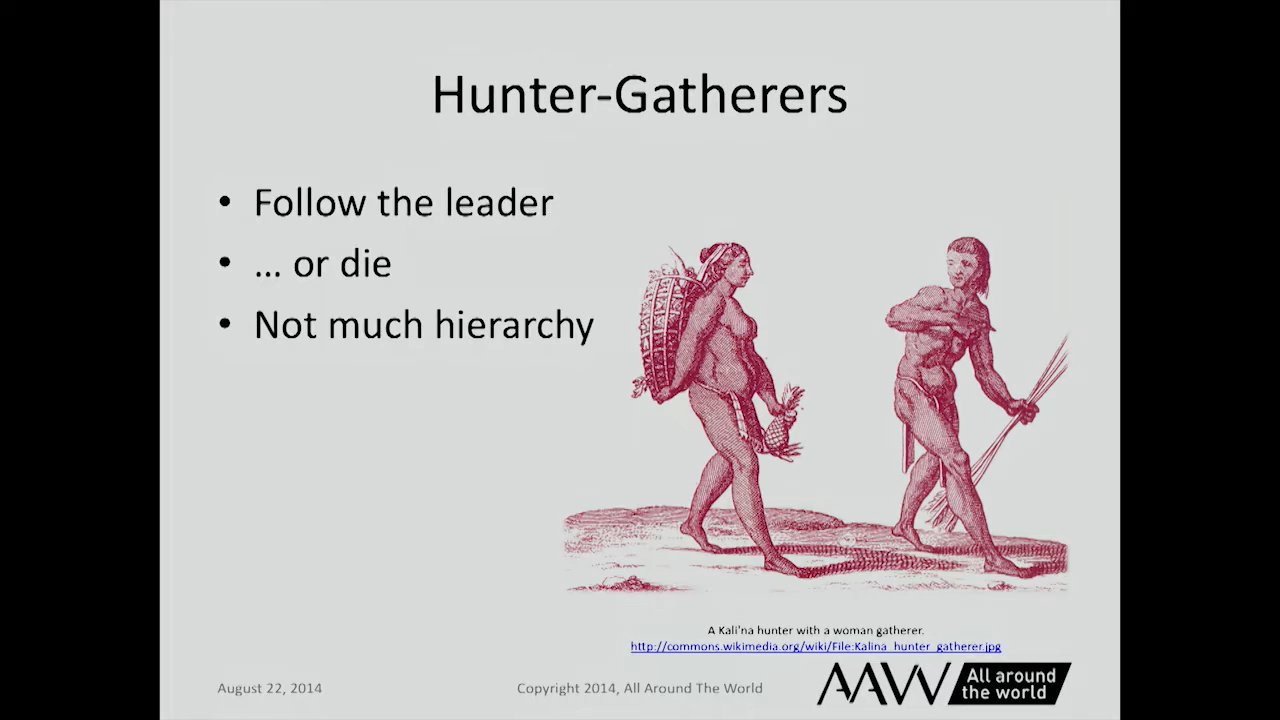 Hunter-Gatherers
• Follow the leader
• … or die
• Not much hierarchy
A Kali'na hunter with a woman gatherer.
http://commons.wikimedia.org/wiki/File:Kalina_hunter_gatherer.jpg
August 22, 2014
Copyright 2014, All Around The World
AAW All around
the world